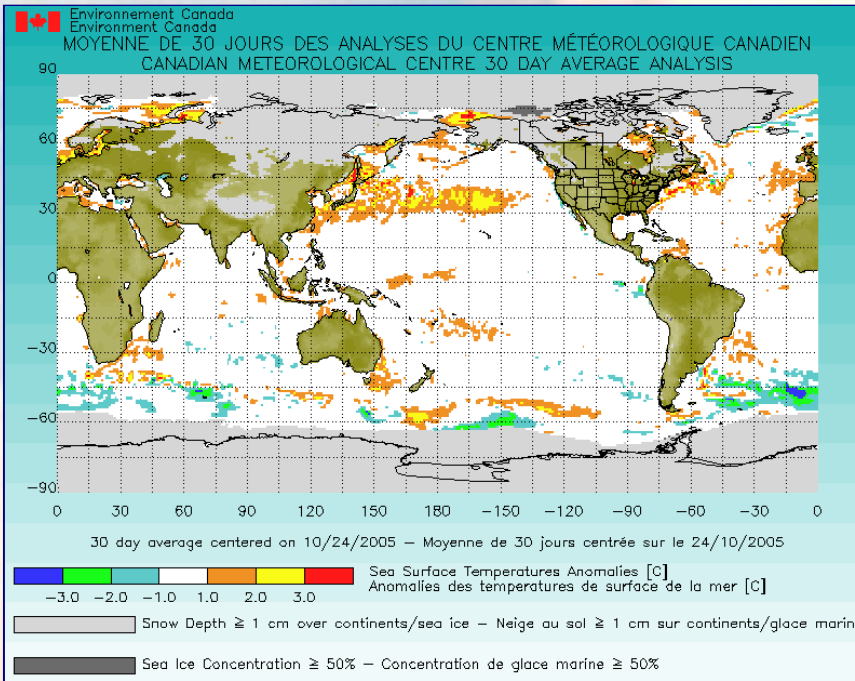 Environnement Canada
Environment Canada
MOYENNE DE 30 JOURS DES ANALYSES DU CENTRE MÉTÉOROLOGIQUE CANADIEN
CANADIAN METEOROLOGICAL CENTRE 30 DAY AVERAGE ANALYSIS
90
60
30
0
−30
−60
−90
0 30 60 90 120 150 180 −150 −120 −90 −60 −30 0
30 day average centered on 10/24/2005 − Moyenne de 30 jours centrée sur le 24/10/2005
Sea Surface Temperatures Anomalies [C]
Anomalies des temperatures de surface de la mer [C]
−3.0 −2.0 −1.0 1.0 2.0 3.0
Snow Depth ≧ 1 cm over continents/sea ice − Neige au sol ≧ 1 cm sur continents/glace marin
Sea Ice Concentration ≧ 50% − Concentration de glace marine ≧ 50%